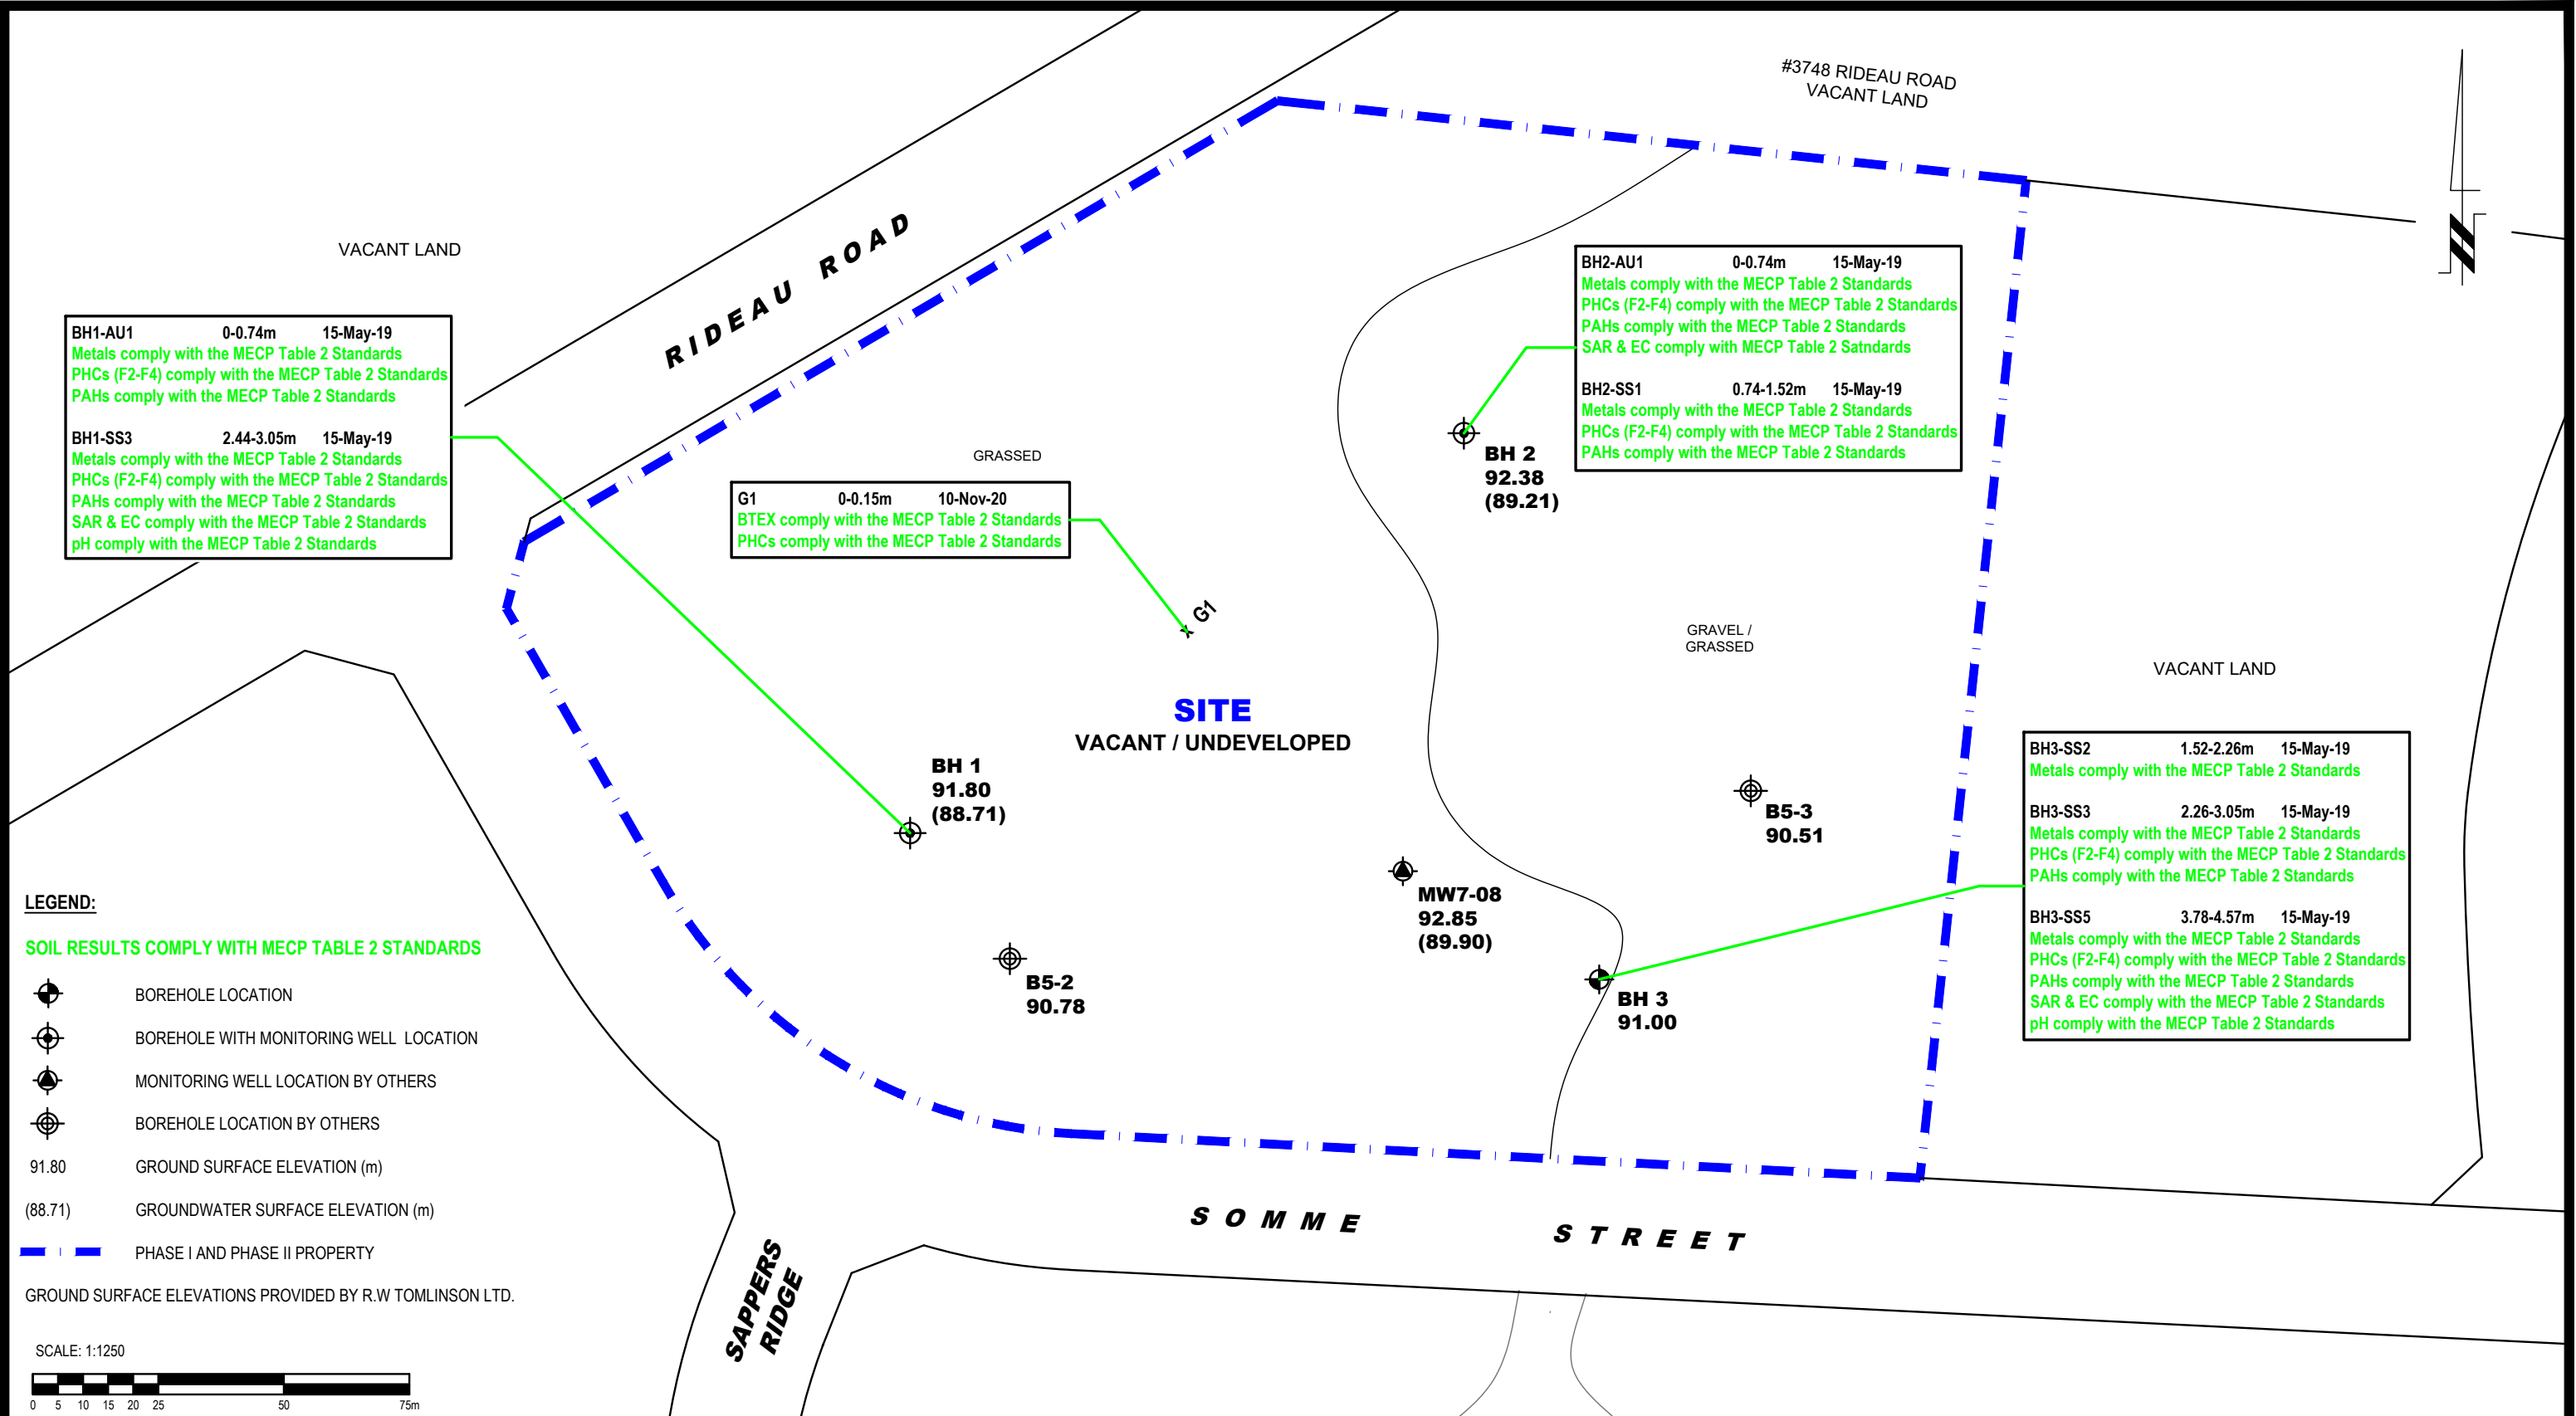 #3748 RIDEAU ROAD
VACANT LAND
VACANT LAND
RIDEAU ROAD
BH1-AU1 0-0.74m 15-May-19
Metals comply with the MECP Table 2 Standards
PHCs (F2-F4) comply with the MECP Table 2 Standards
PAHs comply with the MECP Table 2 Standards
BH1-SS3 2.44-3.05m 15-May-19
Metals comply with the MECP Table 2 Standards
PHCs (F2-F4) comply with the MECP Table 2 Standards
PAHs comply with the MECP Table 2 Standards
SAR & EC comply with the MECP Table 2 Standards
pH comply with the MECP Table 2 Standards
BH2-AU1 0-0.74m 15-May-19
Metals comply with the MECP Table 2 Standards
PHCs (F2-F4) comply with the MECP Table 2 Standards
PAHs comply with the MECP Table 2 Standards
SAR & EC comply with MECP Table 2 Satndards
BH2-SS1 0.74-1.52m 15-May-19
Metals comply with the MECP Table 2 Standards
PHCs (F2-F4) comply with the MECP Table 2 Standards
PAHs comply with the MECP Table 2 Standards
GRASSED
G1 0-0.15m 10-Nov-20
BTEX comply with the MECP Table 2 Standards
PHCs comply with the MECP Table 2 Standards
BH 2
92.38
(89.21)
G1
GRAVEL /
GRASSED
VACANT LAND
SITE
VACANT / UNDEVELOPED
BH 1
91.80
(88.71)
B5-3
90.51
BH3-SS2 1.52-2.26m 15-May-19
Metals comply with the MECP Table 2 Standards
BH3-SS3 2.26-3.05m 15-May-19
Metals comply with the MECP Table 2 Standards
PHCs (F2-F4) comply with the MECP Table 2 Standards
PAHs comply with the MECP Table 2 Standards
BH3-SS5 3.78-4.57m 15-May-19
Metals comply with the MECP Table 2 Standards
PHCs (F2-F4) comply with the MECP Table 2 Standards
PAHs comply with the MECP Table 2 Standards
SAR & EC comply with the MECP Table 2 Standards
pH comply with the MECP Table 2 Standards
MW7-08
92.85
(89.90)
B5-2
90.78
BH 3
91.00
LEGEND:
SOIL RESULTS COMPLY WITH MECP TABLE 2 STANDARDS
BOREHOLE LOCATION
BOREHOLE WITH MONITORING WELL LOCATION
MONITORING WELL LOCATION BY OTHERS
BOREHOLE LOCATION BY OTHERS
91.80 GROUND SURFACE ELEVATION (m)
(88.71) GROUNDWATER SURFACE ELEVATION (m)
PHASE I AND PHASE II PROPERTY
GROUND SURFACE ELEVATIONS PROVIDED BY R.W TOMLINSON LTD.
SOMME STREET
SAPPERS
RIDGE
SCALE: 1:1250
0 5 10 15 20 25 50 75m